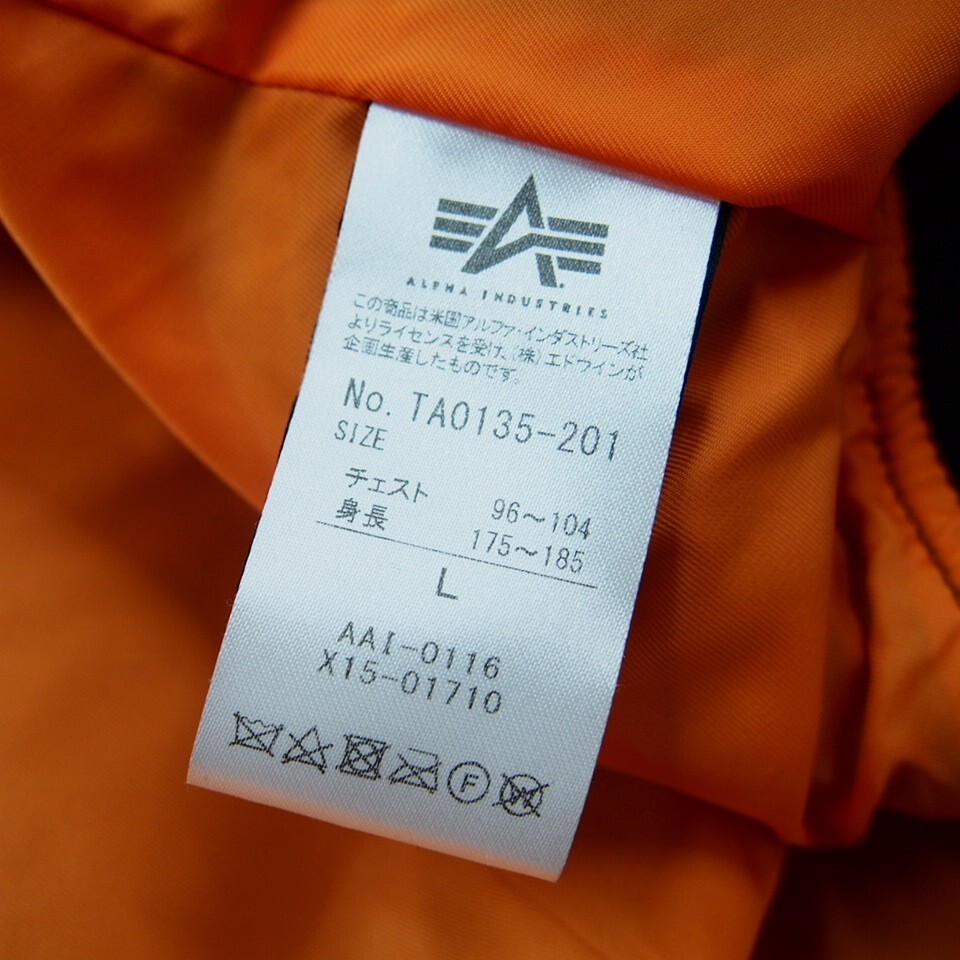 ALPHA INDUSTRIES
この商品は米国アルファ・インダストリーズ社
よりライセンスを受け、(株)エドウインが
企画生産したものです。
No. TA0135-201
SIZE
チェスト 96〜104
身長 175〜185
L
AAI-0116
X15-01710
F
W